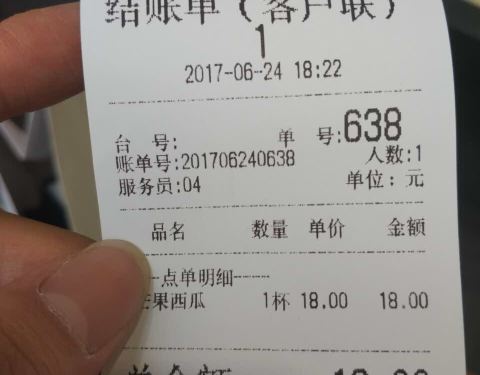 结账单（客户联）
1
2017-06-24 18:22
台 号: 单 号:638
账单号:201706240638 人数:1
服务员:04 单位: 元
品名 数量 单价 金额
--点单明细-----
芒果西瓜 1杯 18.00 18.00